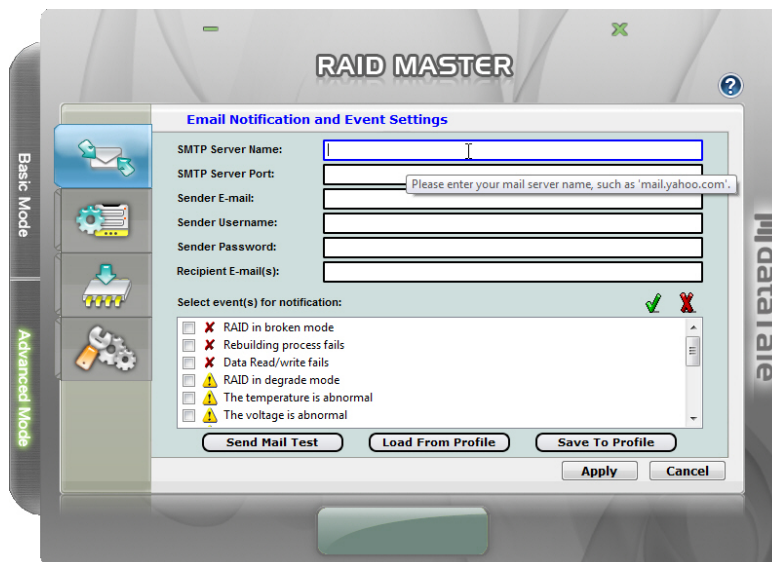 RAID MASTER
?
Basic Mode
Advanced Mode
Email Notification and Event Settings
SMTP Server Name:
SMTP Server Port:
Please enter your mail server name, such as 'mail.yahoo.com'.
Sender E-mail:
Sender Username:
Sender Password:
Recipient E-mail(s):
Select event(s) for notification:
RAID in broken mode
Rebuilding process fails
Data Read/write fails
RAID in degrade mode
The temperature is abnormal
The voltage is abnormal
Send Mail Test
Load From Profile
Save To Profile
Apply
Cancel
dataTale